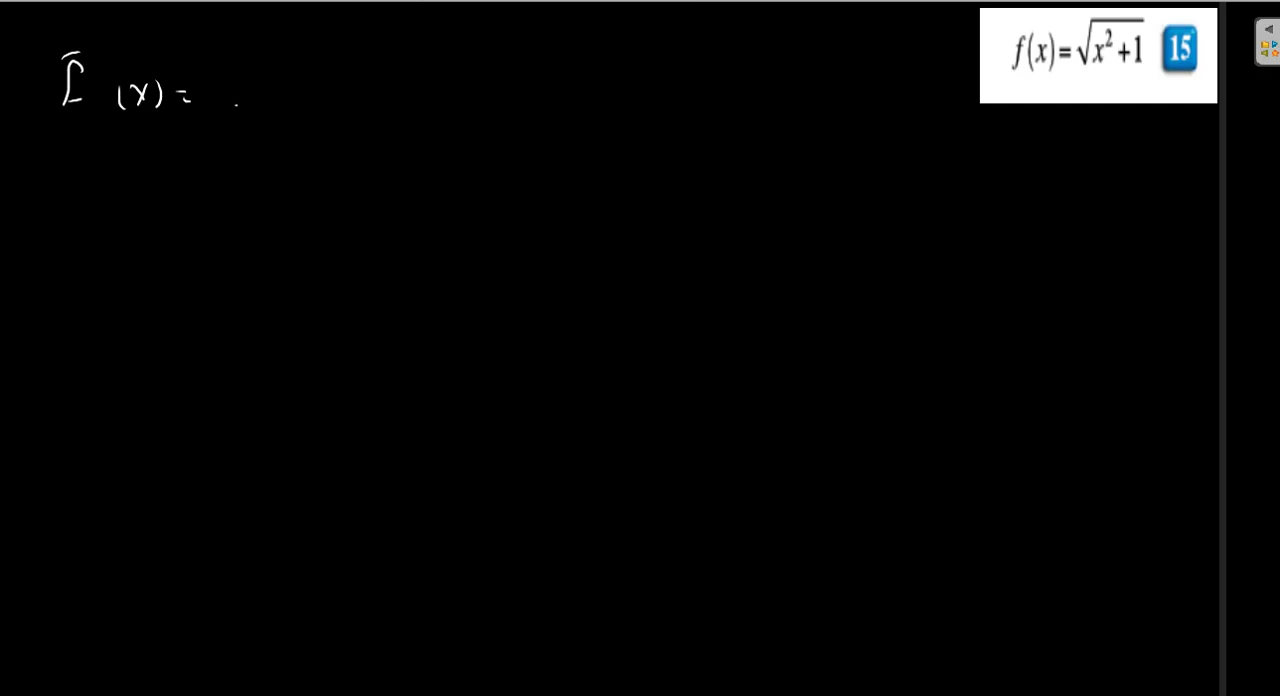 f(x)=√x²+1 15
(x) =